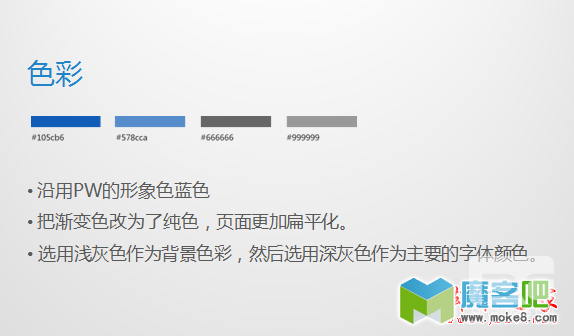 色彩
#105cb6 #578cca #666666 #999999
• 沿用PW的形象色蓝色
• 把渐变色改为了纯色，页面更加扁平化。
• 选用浅灰色作为背景色彩，然后选用深灰色作为主要的字体颜色。
魔客吧
www.moke8.com